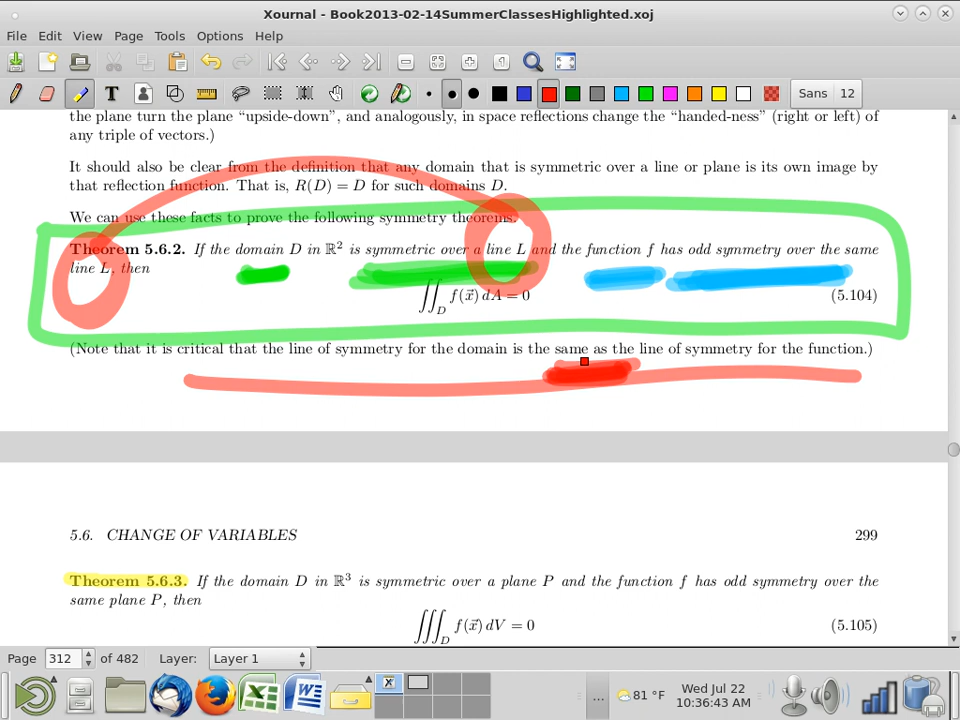 Xournal - Book2013-02-14SummerClassesHighlighted.xoj
File Edit View Page Tools Options Help
Sans 12
the plane turn the plane “upside-down”, and analogously, in space reflections change the “handed-ness” (right or left) of
any triple of vectors.)
It should also be clear from the definition that any domain that is symmetric over a line or plane is its own image by
that reflection function. That is, R(D) = D for such domains D.
We can use these facts to prove the following symmetry theorems.
Theorem 5.6.2. If the domain D in ℝ² is symmetric over a line L and the function f has odd symmetry over the same
line L, then
∬_D f(x⃗) dA = 0 (5.104)
(Note that it is critical that the line of symmetry for the domain is the same as the line of symmetry for the function.)
5.6. CHANGE OF VARIABLES 299
Theorem 5.6.3. If the domain D in ℝ³ is symmetric over a plane P and the function f has odd symmetry over the
same plane P, then
∭_D f(x⃗) dV = 0 (5.105)
Page 312 of 482 Layer: Layer 1
... 81 °F Wed Jul 22
10:36:43 AM